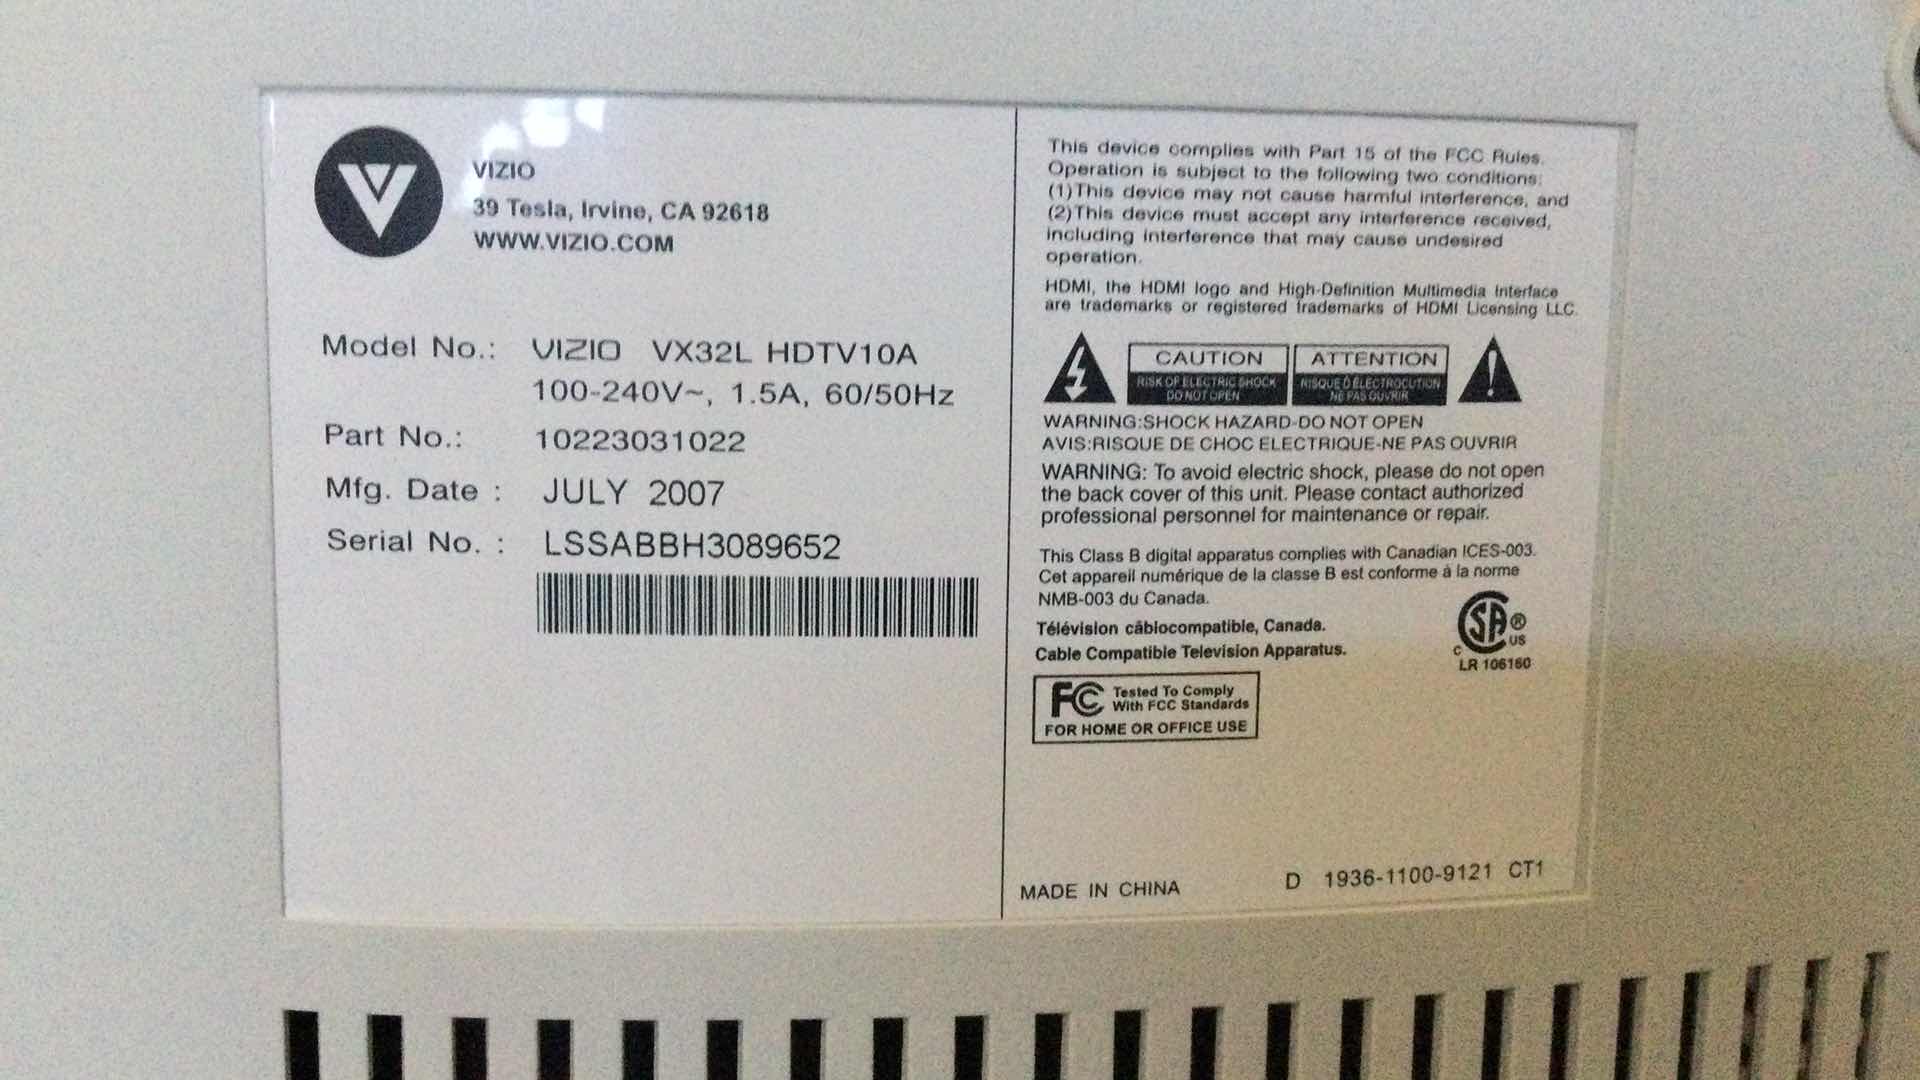 VIZIO
39 Tesla, Irvine, CA 92618
WWW.VIZIO.COM
Model No.: VIZIO VX32L HDTV10A
100-240V~, 1.5A, 60/50Hz
Part No.: 10223031022
Mfg. Date : JULY 2007
Serial No. : LSSABBH3089652
This device complies with Part 15 of the FCC Rules.
Operation is subject to the following two conditions:
(1)This device may not cause harmful interference, and
(2)This device must accept any interference received,
including interference that may cause undesired
operation.
HDMI, the HDMI logo and High-Definition Multimedia Interface
are trademarks or registered trademarks of HDMI Licensing LLC.
CAUTION
RISK OF ELECTRIC SHOCK
DO NOT OPEN
ATTENTION
RISQUE D ÉLECTROCUTION
NE PAS OUVRIR
WARNING:SHOCK HAZARD-DO NOT OPEN
AVIS:RISQUE DE CHOC ELECTRIQUE-NE PAS OUVRIR
WARNING: To avoid electric shock, please do not open
the back cover of this unit. Please contact authorized
professional personnel for maintenance or repair.
This Class B digital apparatus complies with Canadian ICES-003.
Cet appareil numérique de la classe B est conforme à la norme
NMB-003 du Canada.
Télévision câblocompatible, Canada.
Cable Compatible Television Apparatus.
C SA ® US
LR 106160
FC Tested To Comply
With FCC Standards
FOR HOME OR OFFICE USE
MADE IN CHINA
D 1936-1100-9121 CT1